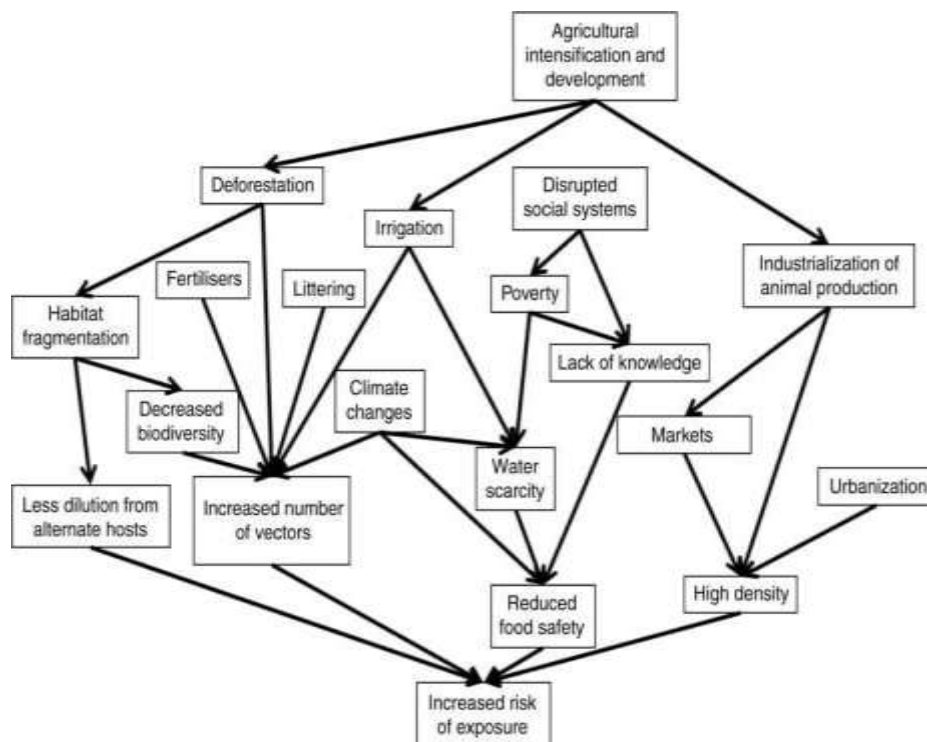 Agricultural
intensification and
development
Deforestation
Disrupted
social systems
Irrigation
Industrialization of
animal production
Fertilisers
Littering
Poverty
Habitat
fragmentation
Lack of knowledge
Climate
changes
Decreased
biodiversity
Markets
Water
scarcity
Urbanization
Less dilution from
alternate hosts
Increased number
of vectors
High density
Reduced
food safety
Increased risk
of exposure